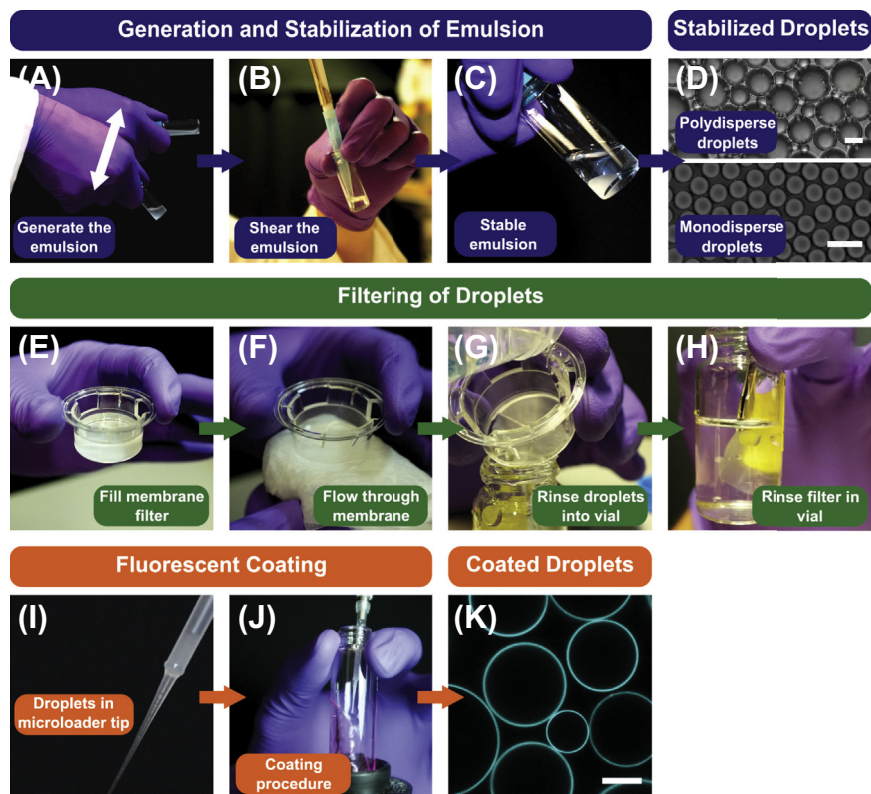 Generation and Stabilization of Emulsion
Stabilized Droplets
(A)
Generate the
emulsion
(B)
Shear the
emulsion
(C)
Stable
emulsion
(D)
Polydisperse
droplets
Monodisperse
droplets
Filtering of Droplets
(E)
Fill membrane
filter
(F)
Flow through
membrane
(G)
Rinse droplets
into vial
(H)
Rinse filter in
vial
Fluorescent Coating
Coated Droplets
(I)
Droplets in
microloader tip
(J)
Coating
procedure
(K)